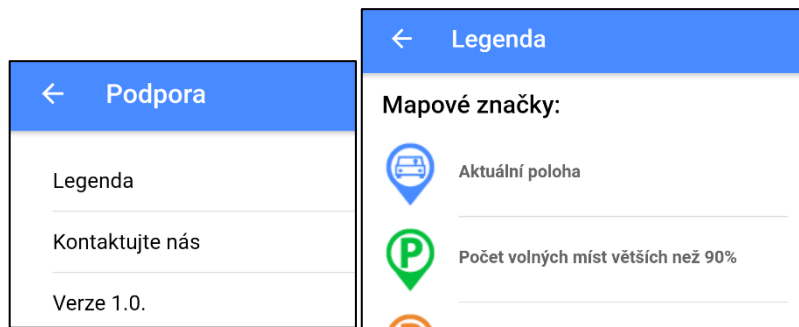 Podpora
Legenda
Kontaktujte nás
Verze 1.0.
Legenda
Mapové značky:
Aktuální poloha
P
Počet volných míst větších než 90%